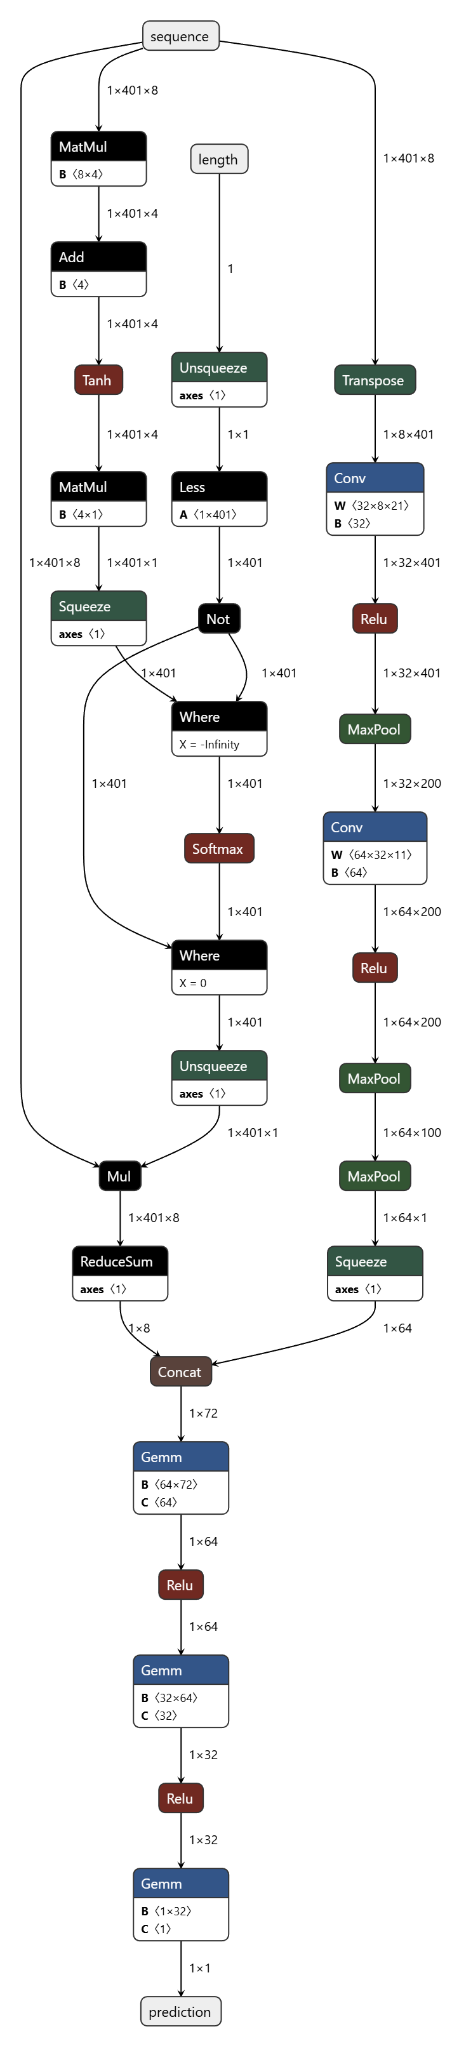 sequence
1×401×8
MatMul
B 〈8×4〉
length
1×401×8
1×401×4
Add
B 〈4〉
1
1×401×4
Unsqueeze
axes 〈1〉
Tanh
Transpose
1×401×4
1×1
1×8×401
MatMul
B 〈4×1〉
Less
A 〈1×401〉
Conv
W 〈32×8×21〉
B 〈32〉
1×401×8
1×401×1
1×401
1×32×401
Squeeze
axes 〈1〉
Not
Relu
1×401
1×401
1×32×401
Where
X = -Infinity
MaxPool
1×401
1×401
1×32×200
Softmax
Conv
W 〈64×32×11〉
B 〈64〉
1×401
1×64×200
Where
X = 0
Relu
1×401
1×64×200
Unsqueeze
axes 〈1〉
MaxPool
1×401×1
1×64×100
Mul
MaxPool
1×401×8
1×64×1
ReduceSum
axes 〈1〉
Squeeze
axes 〈1〉
1×8
1×64
Concat
1×72
Gemm
B 〈64×72〉
C 〈64〉
1×64
Relu
1×64
Gemm
B 〈32×64〉
C 〈32〉
1×32
Relu
1×32
Gemm
B 〈1×32〉
C 〈1〉
1×1
prediction